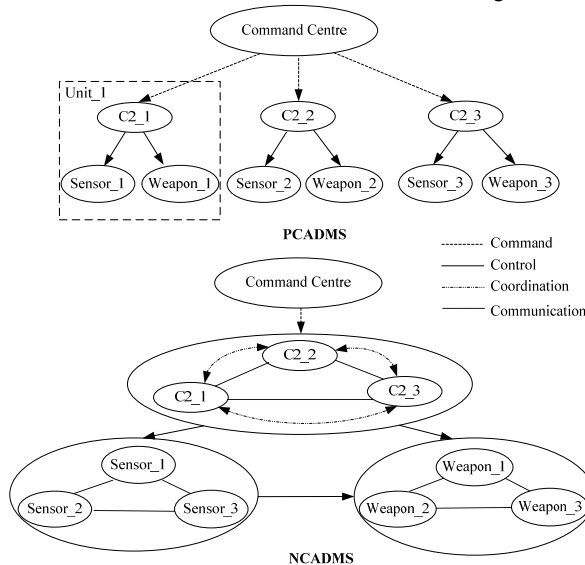 Command Centre
Unit_1
C2_1
C2_2
C2_3
Sensor_1
Weapon_1
Sensor_2
Weapon_2
Sensor_3
Weapon_3
PCADMS
Command
Control
Coordination
Communication
Command Centre
C2_2
C2_1
C2_3
Sensor_1
Sensor_2
Sensor_3
Weapon_1
Weapon_2
Weapon_3
NCADMS